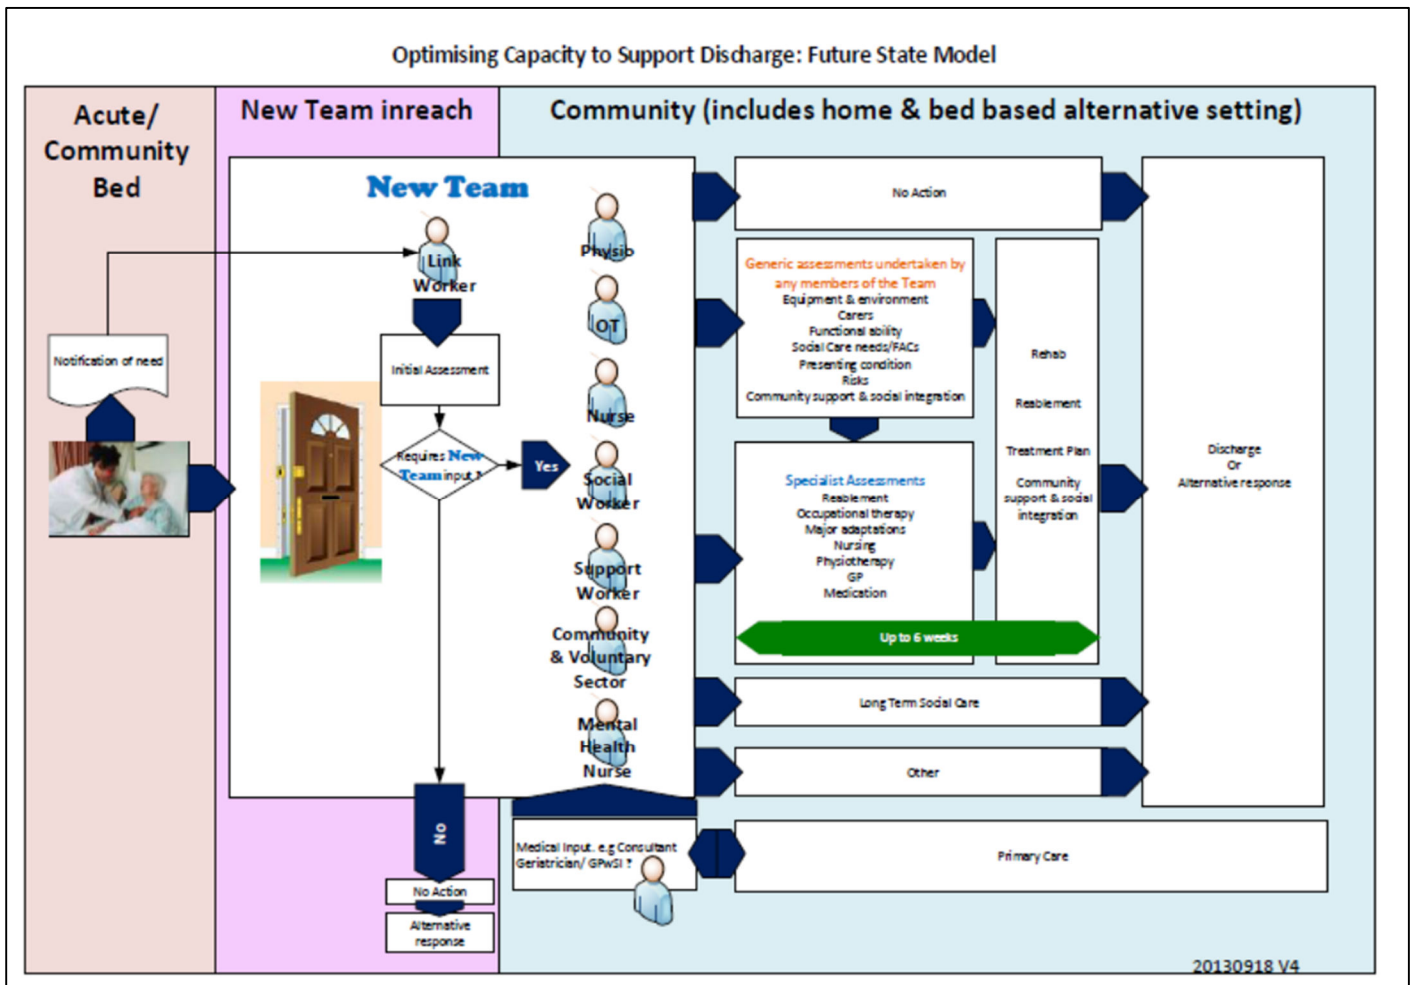 Optimising Capacity to Support Discharge: Future State Model
Acute/
Community
Bed
New Team inreach
Community (includes home & bed based alternative setting)
New Team
Link
Worker
Notification of need
Initial Assessment
Requires New
Team input ?
Yes
No
No Action
Alternative
response
Physio
OT
Nurse
Social
Worker
Support
Worker
Community
& Voluntary
Sector
Mental
Health
Nurse
Medical Input. e.g Consultant
Geriatrician/ GPwSI ?
No Action
Generic assessments undertaken by
any members of the Team
Equipment & environment
Carers
Functional ability
Social Care needs/FACs
Presenting condition
Risks
Community support & social integration
Specialist Assessments
Reablement
Occupational therapy
Major adaptations
Nursing
Physiotherapy
GP
Medication
Up to 6 weeks
Rehab
Reablement
Treatment Plan
Community
support & social
integration
Long Term Social Care
Other
Primary Care
Discharge
Or
Alternative response
20130918 V4